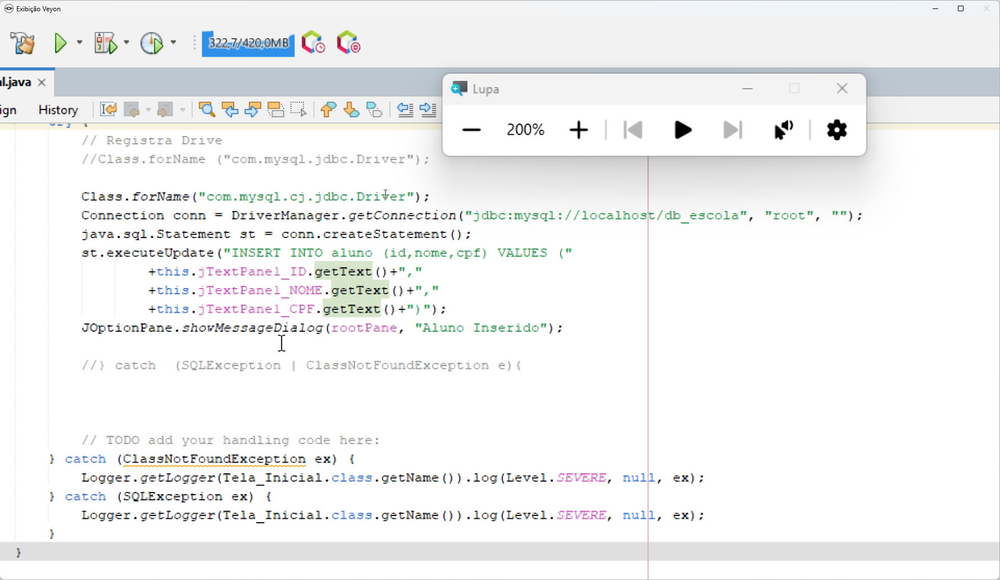 Exibição Veyon
322,7/420,0MB
al.java
Lupa
ign History
200%
try {
// Registra Drive
//Class.forName ("com.mysql.jdbc.Driver");
Class.forName("com.mysql.cj.jdbc.Driver");
Connection conn = DriverManager.getConnection("jdbc:mysql://localhost/db_escola", "root", "");
java.sql.Statement st = conn.createStatement();
st.executeUpdate("INSERT INTO aluno (id,nome,cpf) VALUES ("
+this.jTextPanel_ID.getText()+","
+this.jTextPanel_NOME.getText()+","
+this.jTextPanel_CPF.getText()+")");
JOptionPane.showMessageDialog(rootPane, "Aluno Inserido");
//} catch  (SQLException | ClassNotFoundException e){
// TODO add your handling code here:
} catch (ClassNotFoundException ex) {
Logger.getLogger(Tela_Inicial.class.getName()).log(Level.SEVERE, null, ex);
} catch (SQLException ex) {
Logger.getLogger(Tela_Inicial.class.getName()).log(Level.SEVERE, null, ex);
}
}